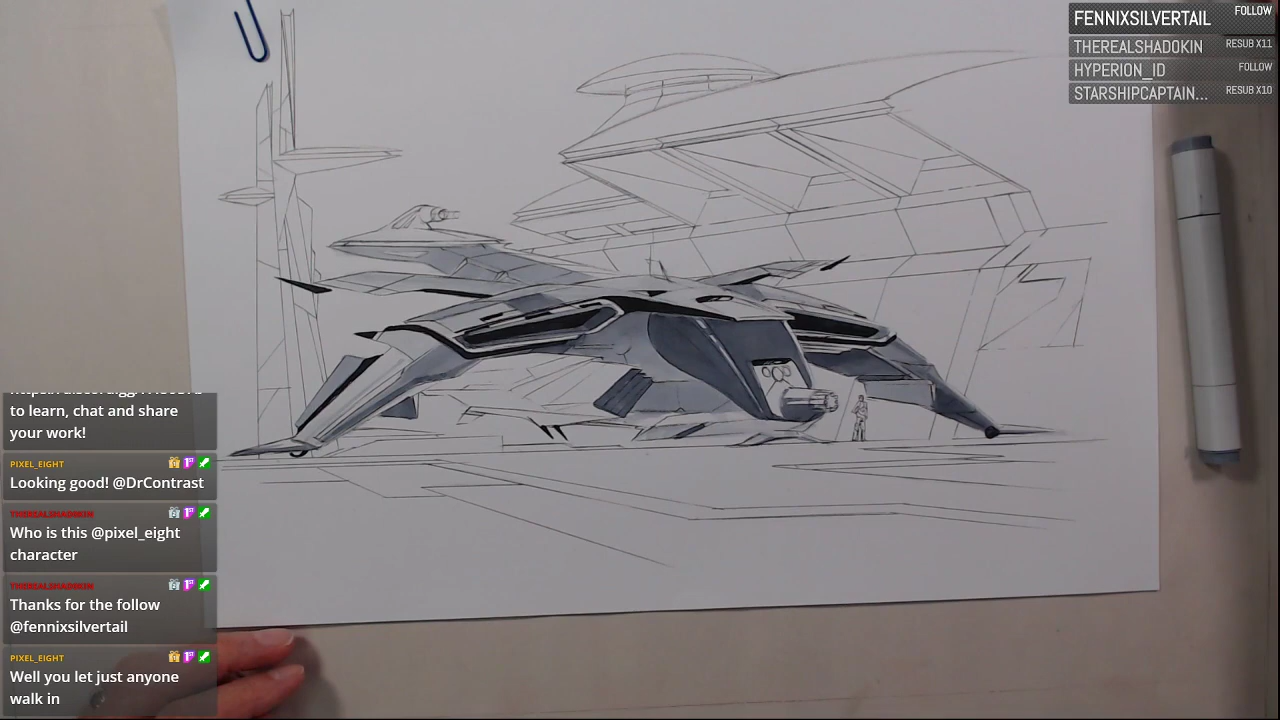 FENNIXSILVERTAIL FOLLOW
THEREALSHADOKIN RESUB X11
HYPERION_ID FOLLOW
STARSHIPCAPTAIN... RESUB X10
to learn, chat and share
your work!
PIXEL_EIGHT
Looking good! @DrContrast
THEREALSHADOKIN
Who is this @pixel_eight
character
THEREALSHADOKIN
Thanks for the follow
@fennixsilvertail
PIXEL_EIGHT
Well you let just anyone
walk in